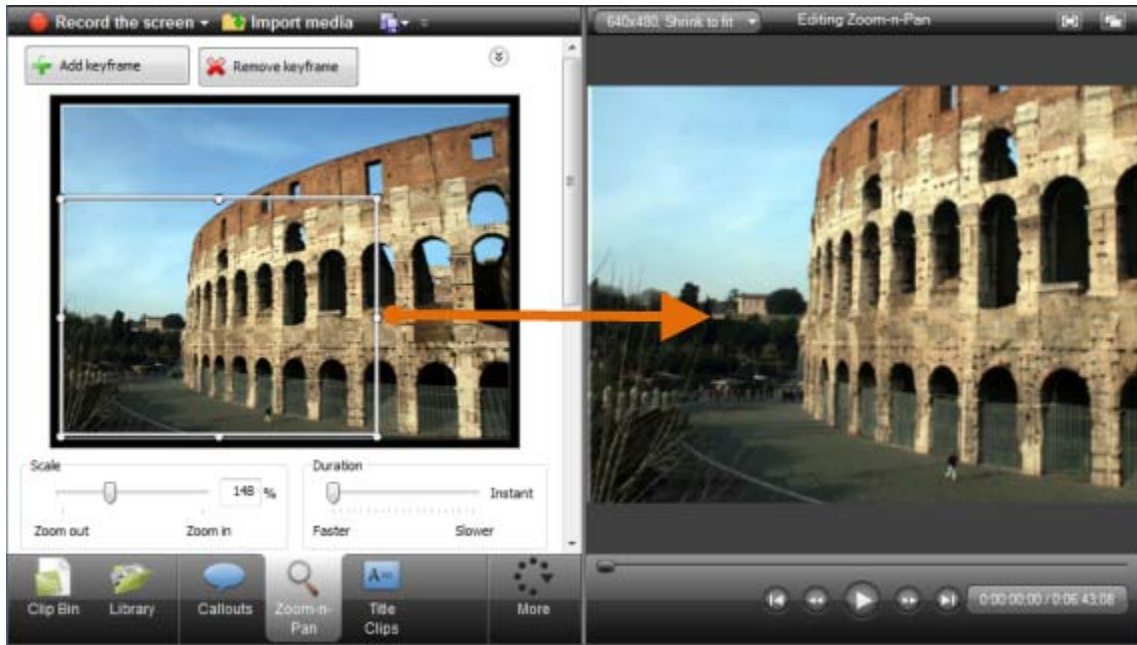 Record the screen Import media
Add keyframe Remove keyframe
Scale Duration
148 % Instant
Zoom out Zoom in Faster Slower
Clip Bin Library Callouts Zoom-n-Pan Title Clips More
640x480, Shrink to fit Editing Zoom-n-Pan
0:00:00;00 / 0:06:43;08